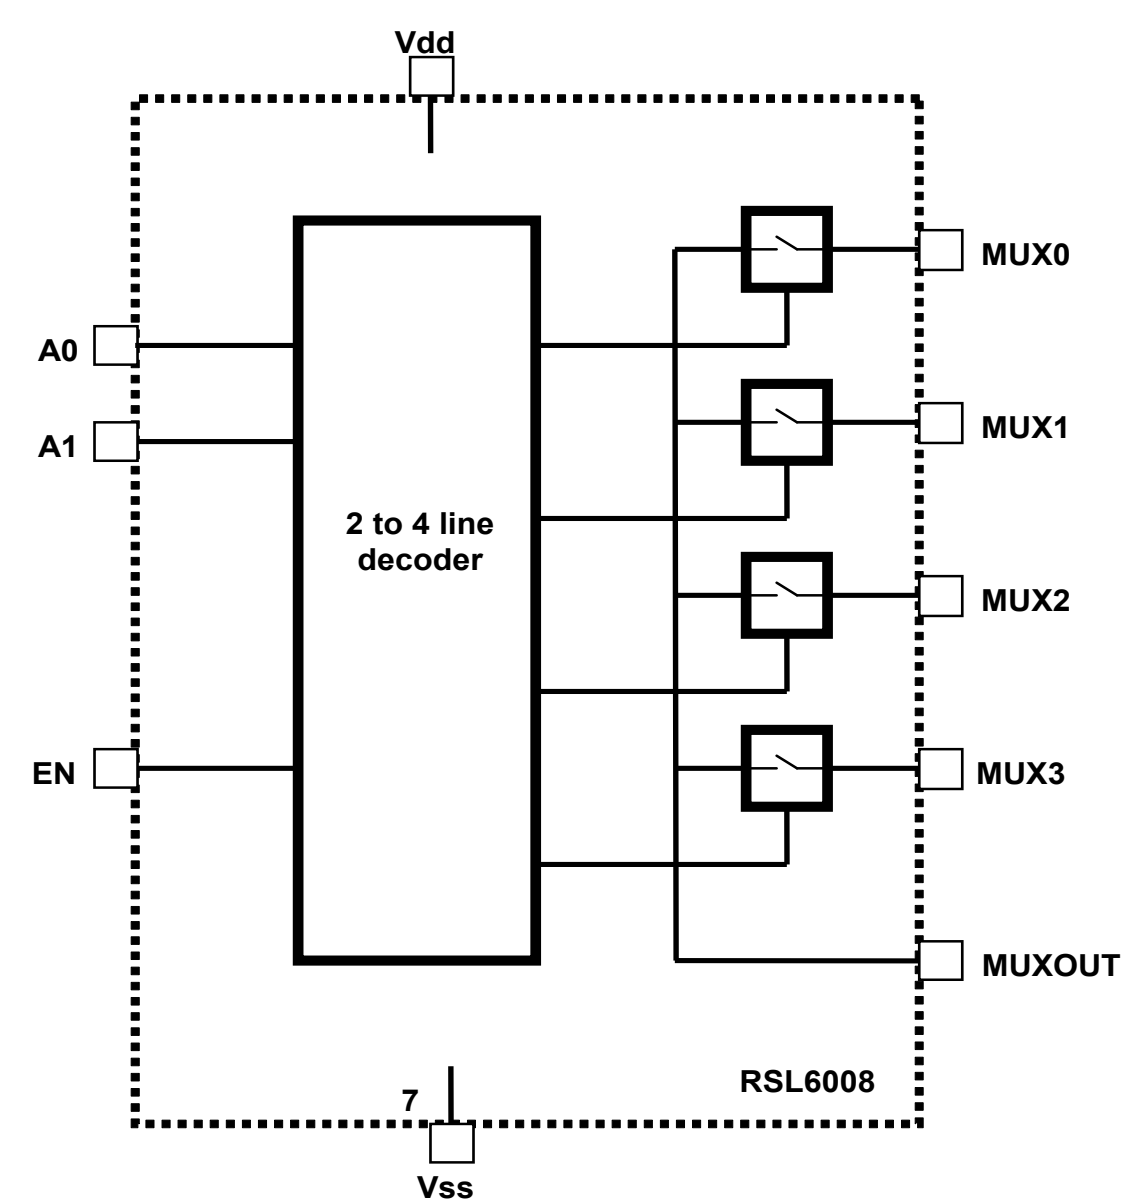 Vdd
MUX0
A0
MUX1
A1
2 to 4 line
decoder
MUX2
EN
MUX3
MUXOUT
RSL6008
7
Vss